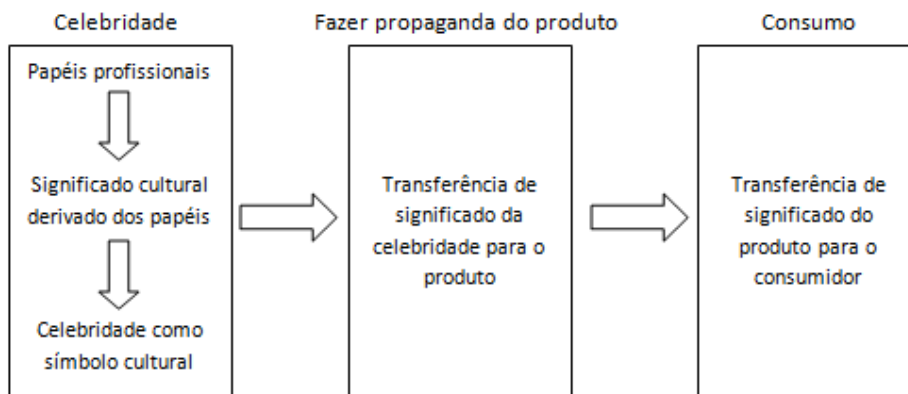 Celebridade
Fazer propaganda do produto
Consumo
Papéis profissionais
Significado cultural
derivado dos papéis
Celebridade como
símbolo cultural
Transferência de
significado da
celebridade para o
produto
Transferência de
significado do
produto para o
consumidor